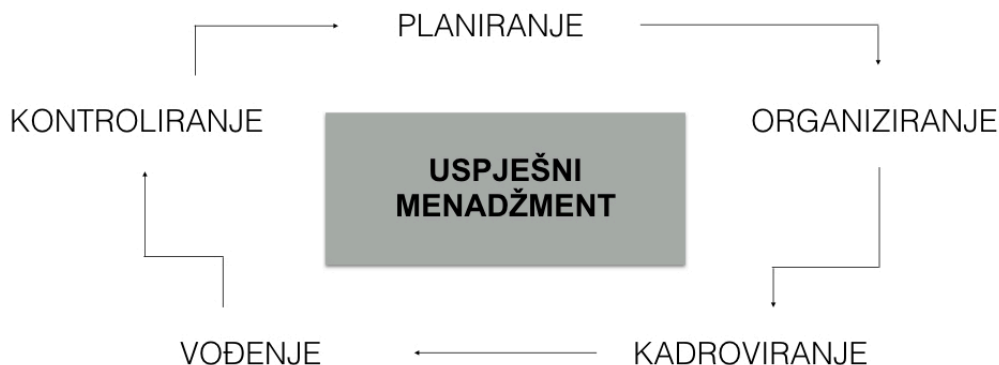 PLANIRANJE
KONTROLIRANJE
ORGANIZIRANJE
USPJEŠNI
MENADŽMENT
VOĐENJE
KADROVIRANJE